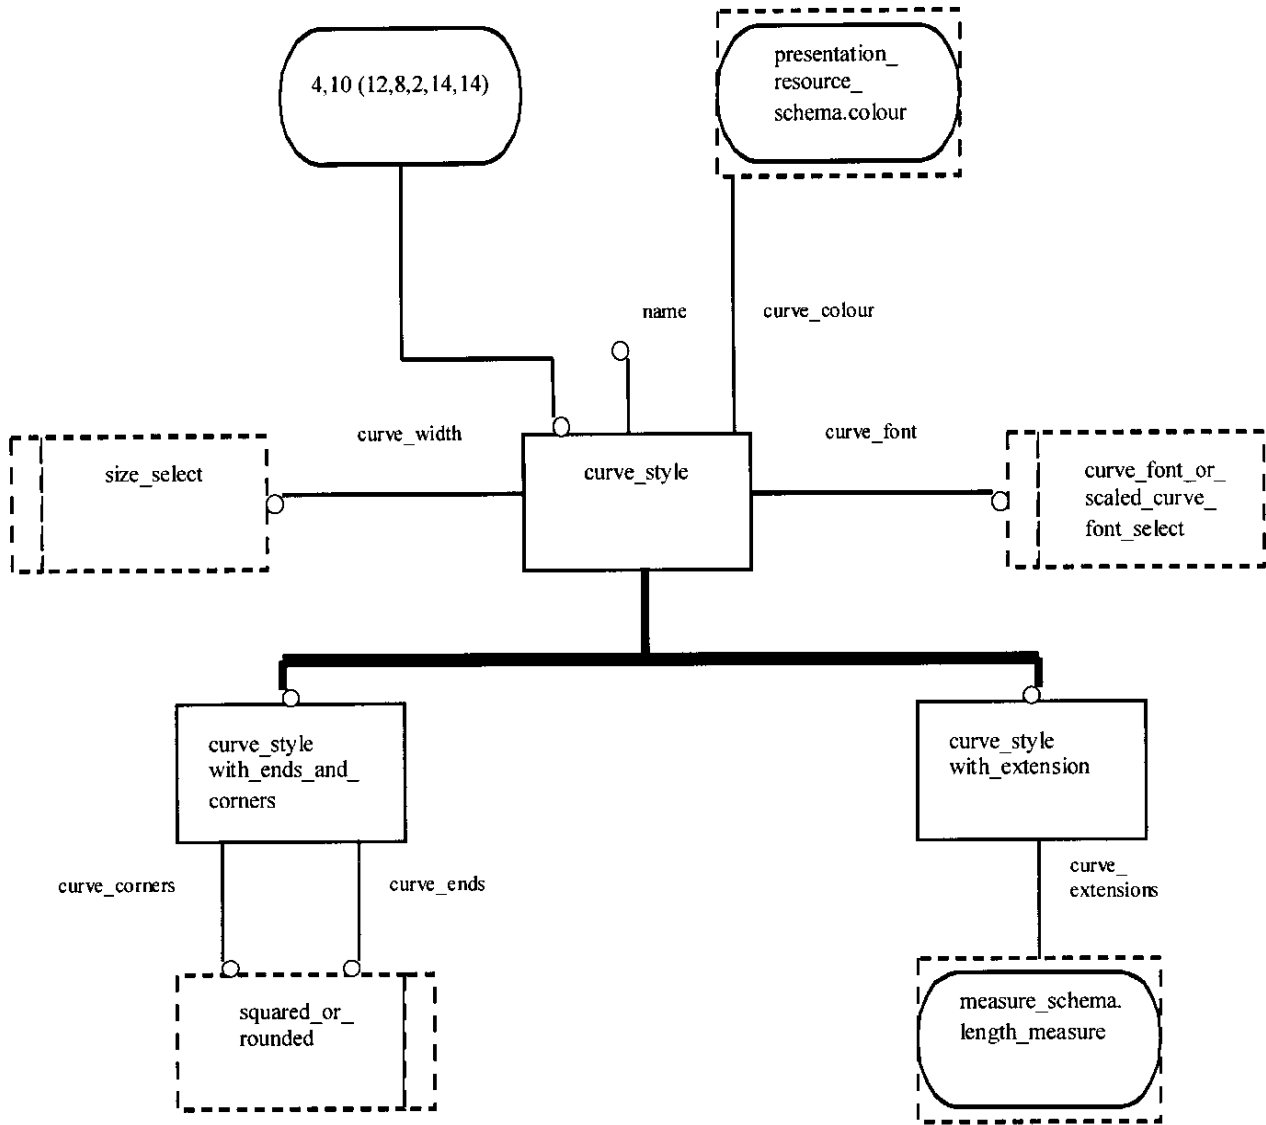 4,10 (12,8,2,14,14)
presentation_
resource_
schema.colour
name
curve_colour
curve_width
curve_font
size_select
curve_style
curve_font_or_
scaled_curve_
font_select
curve_style
with_ends_and_
corners
curve_style
with_extension
curve_corners
curve_ends
curve_
extensions
squared_or_
rounded
measure_schema.
length_measure